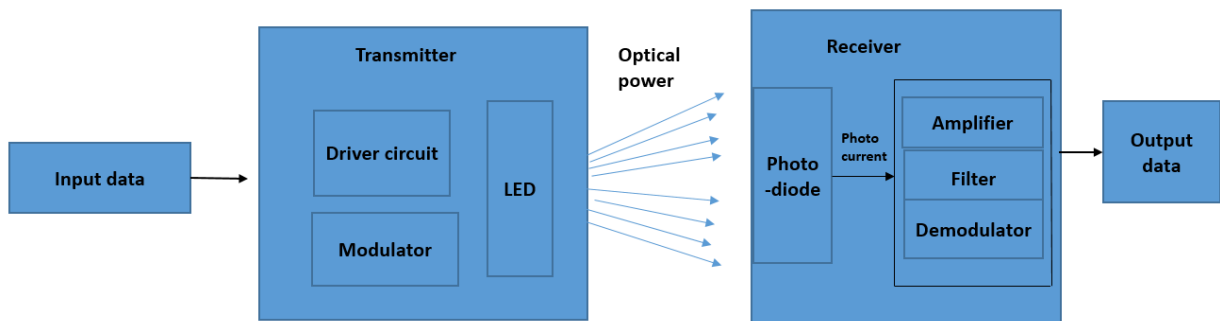 Input data
Transmitter
Driver circuit
Modulator
LED
Optical
power
Receiver
Photo
-diode
Photo
current
Amplifier
Filter
Demodulator
Output
data